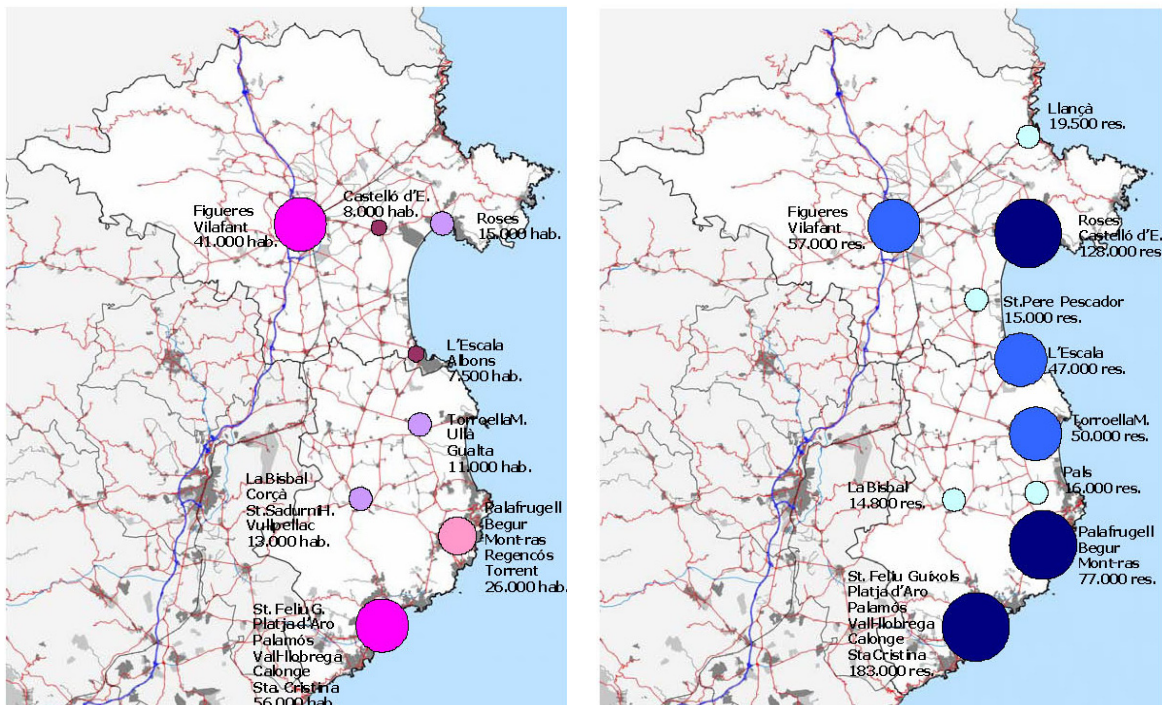 Figueres
Vilafant
41.000 hab.
Castelló d'E.
8.000 hab.
Roses
15.000 hab.
L'Escala
Albons
7.500 hab.
TorroellaM.
Ullà
Gualta
11.000 hab.
La Bisbal
Corçà
St.Sadurní H.
Vullpellac
13.000 hab.
Palafrugell
Begur
Mont-ras
Regencós
Torrent
26.000 hab.
St. Feliu G.
Platja d'Aro
Palamós
Vall-llobrega
Calonge
Sta. Cristina
56.000 hab.
Llançà
19.500 res.
Figueres
Vilafant
57.000 res.
Roses
Castelló d'E.
128.000 res.
St.Pere Pescador
15.000 res.
L'Escala
47.000 res.
TorroellaM.
50.000 res.
Pals
16.000 res.
La Bisbal
14.800 res.
Palafrugell
Begur
Mont-ras
77.000 res.
St. Feliu Guíxols
Platja d'Aro
Palamós
Vall-llobrega
Calonge
Sta Cristina
183.000 res.